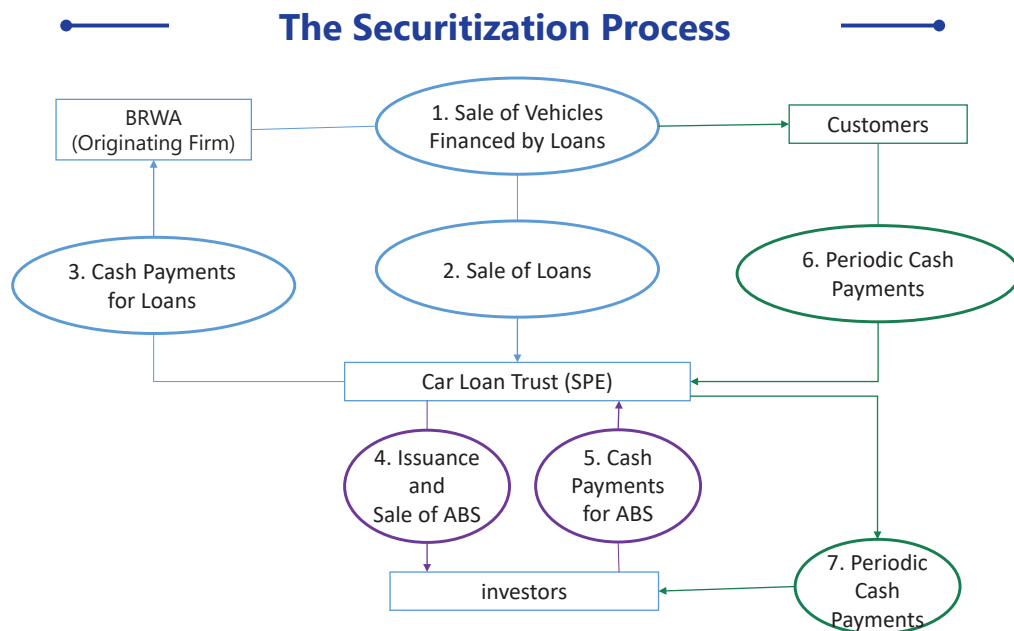 The Securitization Process
BRWA
(Originating Firm)
1. Sale of Vehicles
Financed by Loans
Customers
3. Cash Payments
for Loans
2. Sale of Loans
6. Periodic Cash
Payments
Car Loan Trust (SPE)
4. Issuance
and
Sale of ABS
5. Cash
Payments
for ABS
investors
7. Periodic
Cash
Payments